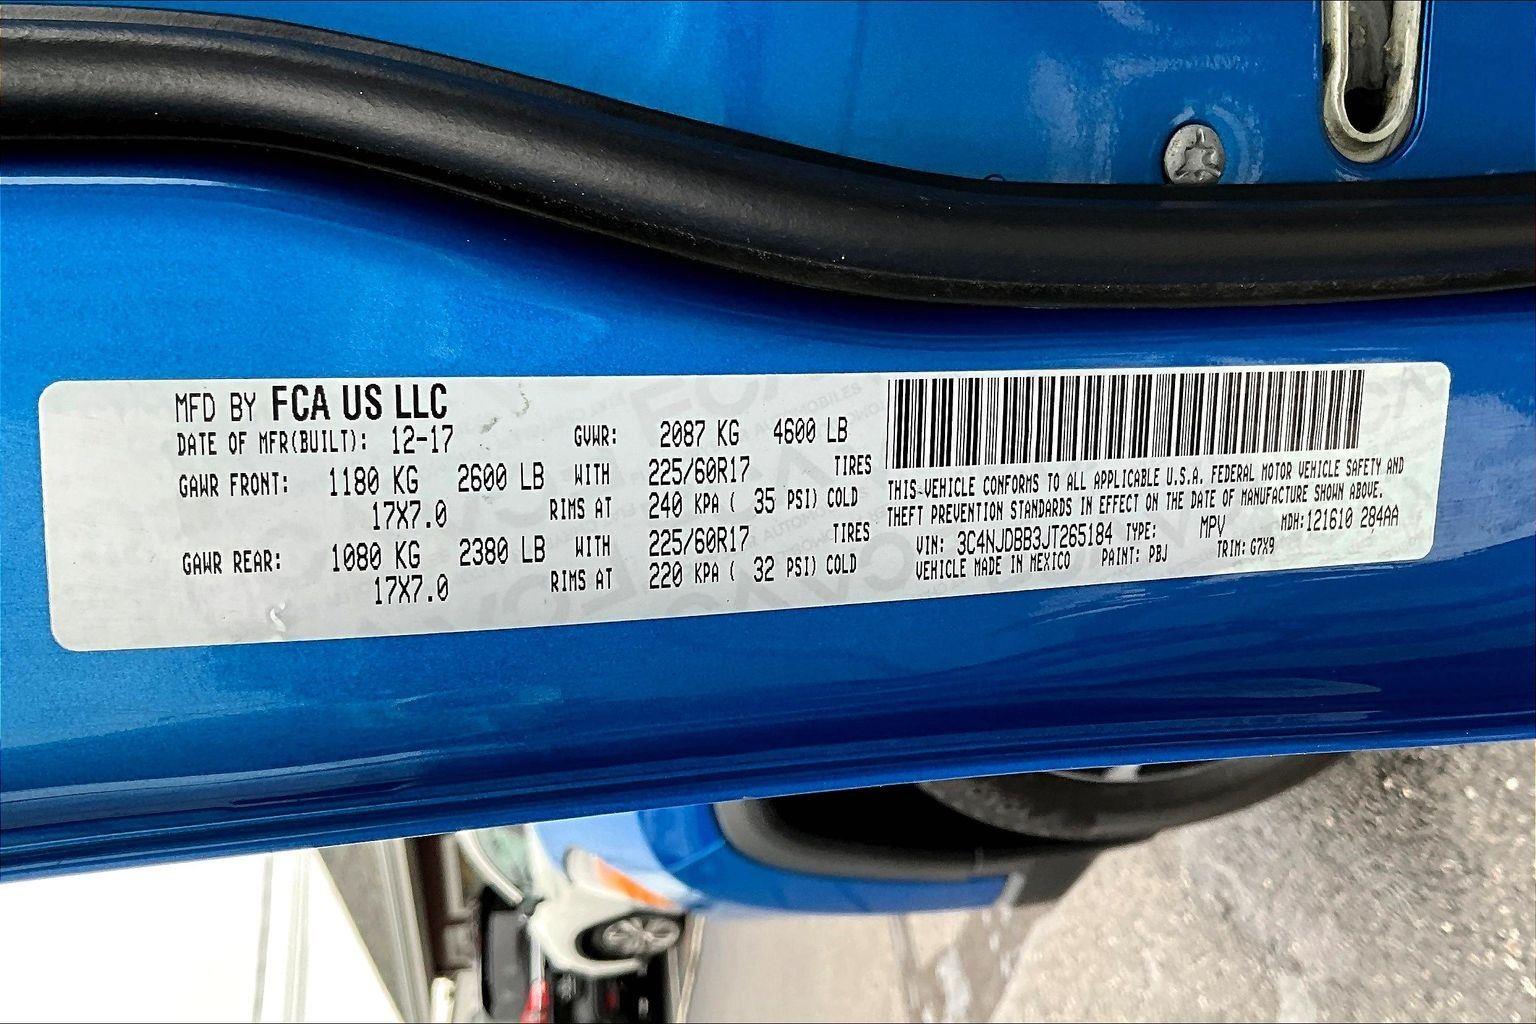 MFD BY FCA US LLC
DATE OF MFR(BUILT): 12-17 GVWR: 2087 KG 4600 LB
GAWR FRONT: 1180 KG 2600 LB WITH 225/60R17 TIRES
17X7.0 RIMS AT 240 KPA ( 35 PSI) COLD
GAWR REAR: 1080 KG 2380 LB WITH 225/60R17 TIRES
17X7.0 RIMS AT 220 KPA ( 32 PSI) COLD
THIS VEHICLE CONFORMS TO ALL APPLICABLE U.S.A. FEDERAL MOTOR VEHICLE SAFETY AND
THEFT PREVENTION STANDARDS IN EFFECT ON THE DATE OF MANUFACTURE SHOWN ABOVE.
VIN: 3C4NJDBB3JT265184 TYPE: MPV MDH:121610 284AA
VEHICLE MADE IN MEXICO PAINT: PBJ TRIM: G7X9